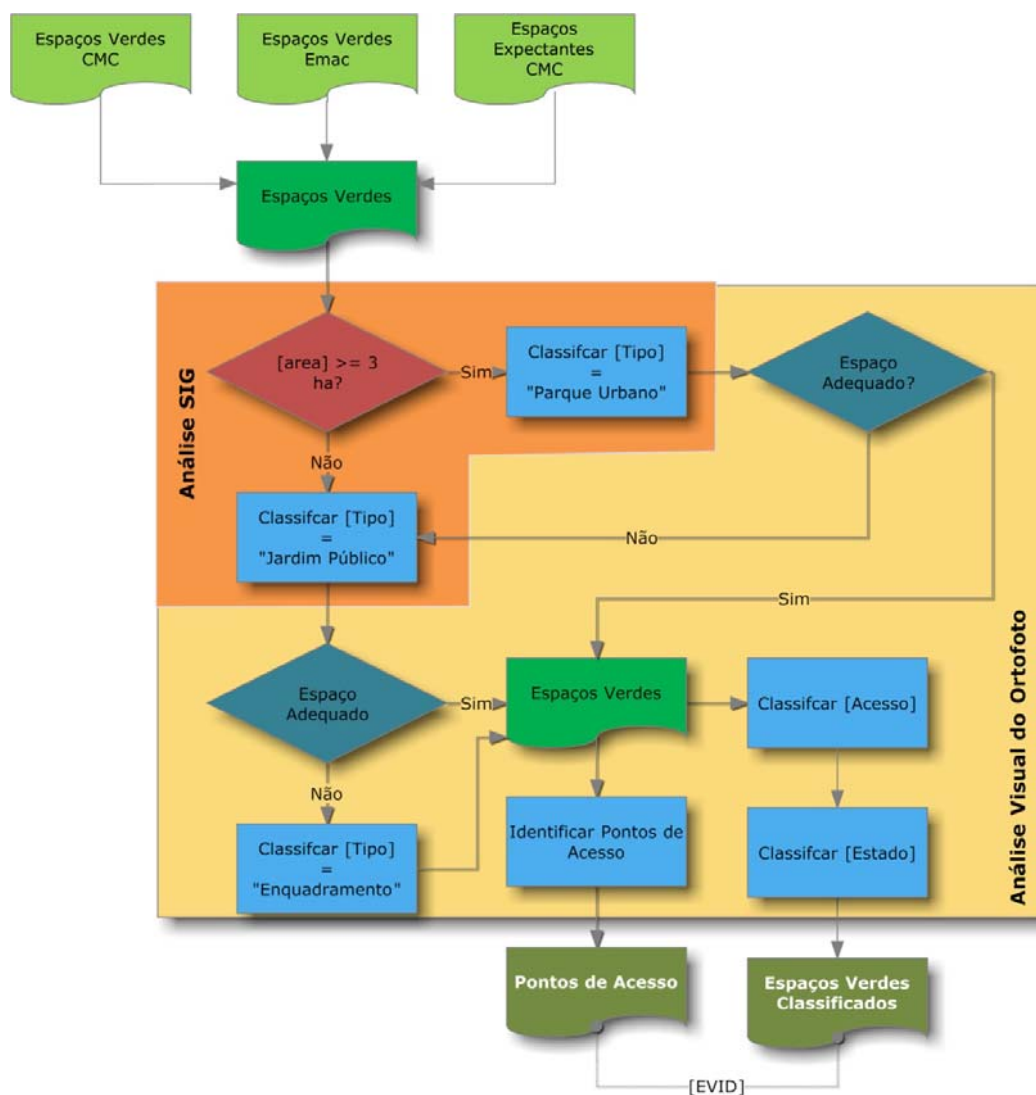 Espaços Verdes
CMC
Espaços Verdes
Emac
Espaços
Expectantes
CMC
Espaços Verdes
Análise SIG
[area] >= 3
ha?
Sim
Classifcar [Tipo]
=
"Parque Urbano"
Espaço
Adequado?
Não
Classifcar [Tipo]
=
"Jardim Público"
Não
Sim
Análise Visual do Ortofoto
Espaço
Adequado
Sim
Espaços Verdes
Classifcar [Acesso]
Não
Classifcar [Tipo]
=
"Enquadramento"
Identificar Pontos de
Acesso
Classifcar [Estado]
Pontos de Acesso
Espaços Verdes
Classificados
[EVID]